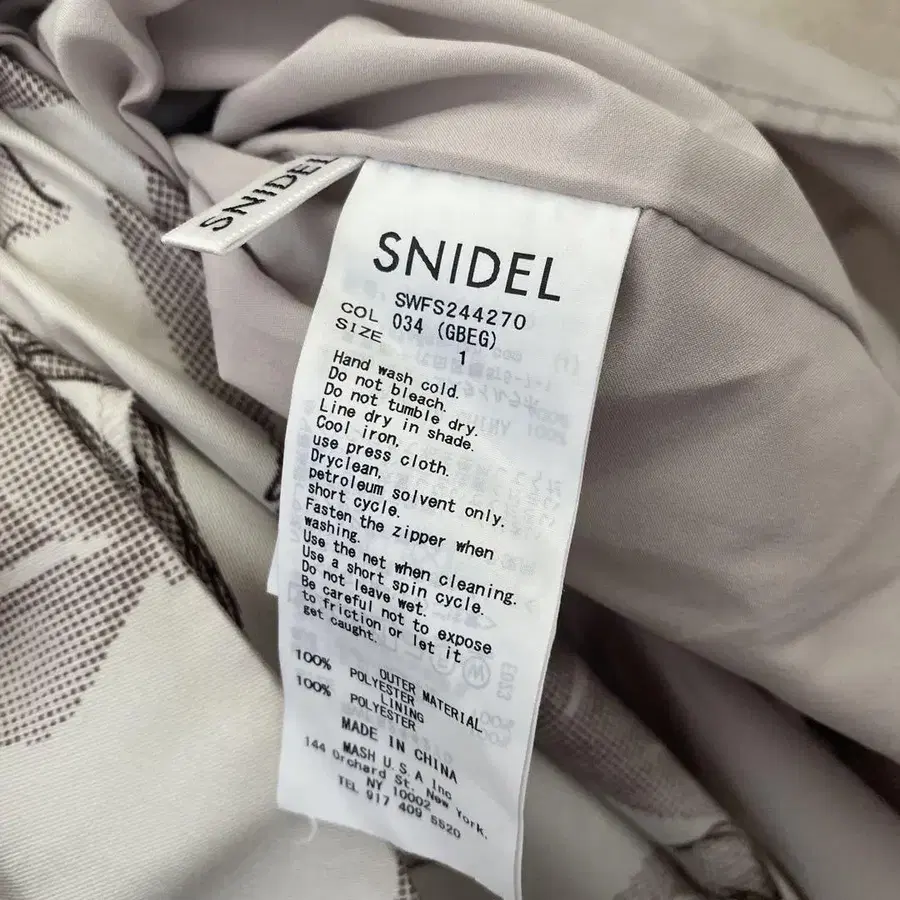 SNIDEL
SNIDEL
SWFS244270
COL 034 (GBEG)
SIZE 1
Hand wash cold.
Do not bleach.
Do not tumble dry.
Line dry in shade.
Cool iron,
use press cloth.
Dryclean,
petroleum solvent only.
short cycle.
Fasten the zipper when
washing.
Use the net when cleaning.
Use a short spin cycle.
Do not leave wet.
Be careful not to expose
to friction or let it
get caught.
OUTER MATERIAL
100% POLYESTER
LINING
100% POLYESTER
MADE IN CHINA
MASH U.S.A Inc
144 Orchard St. New York.
NY 10002
TEL 917 409 5520